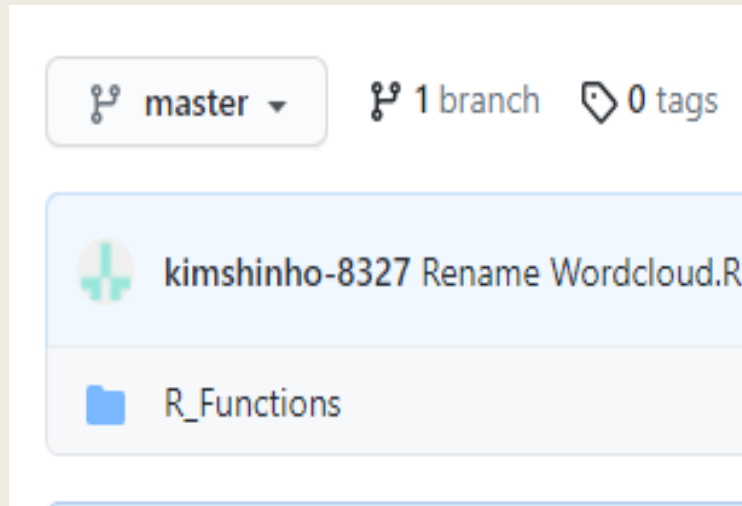 master 1 branch 0 tags
kimshinho-8327 Rename Wordcloud.R
R_Functions